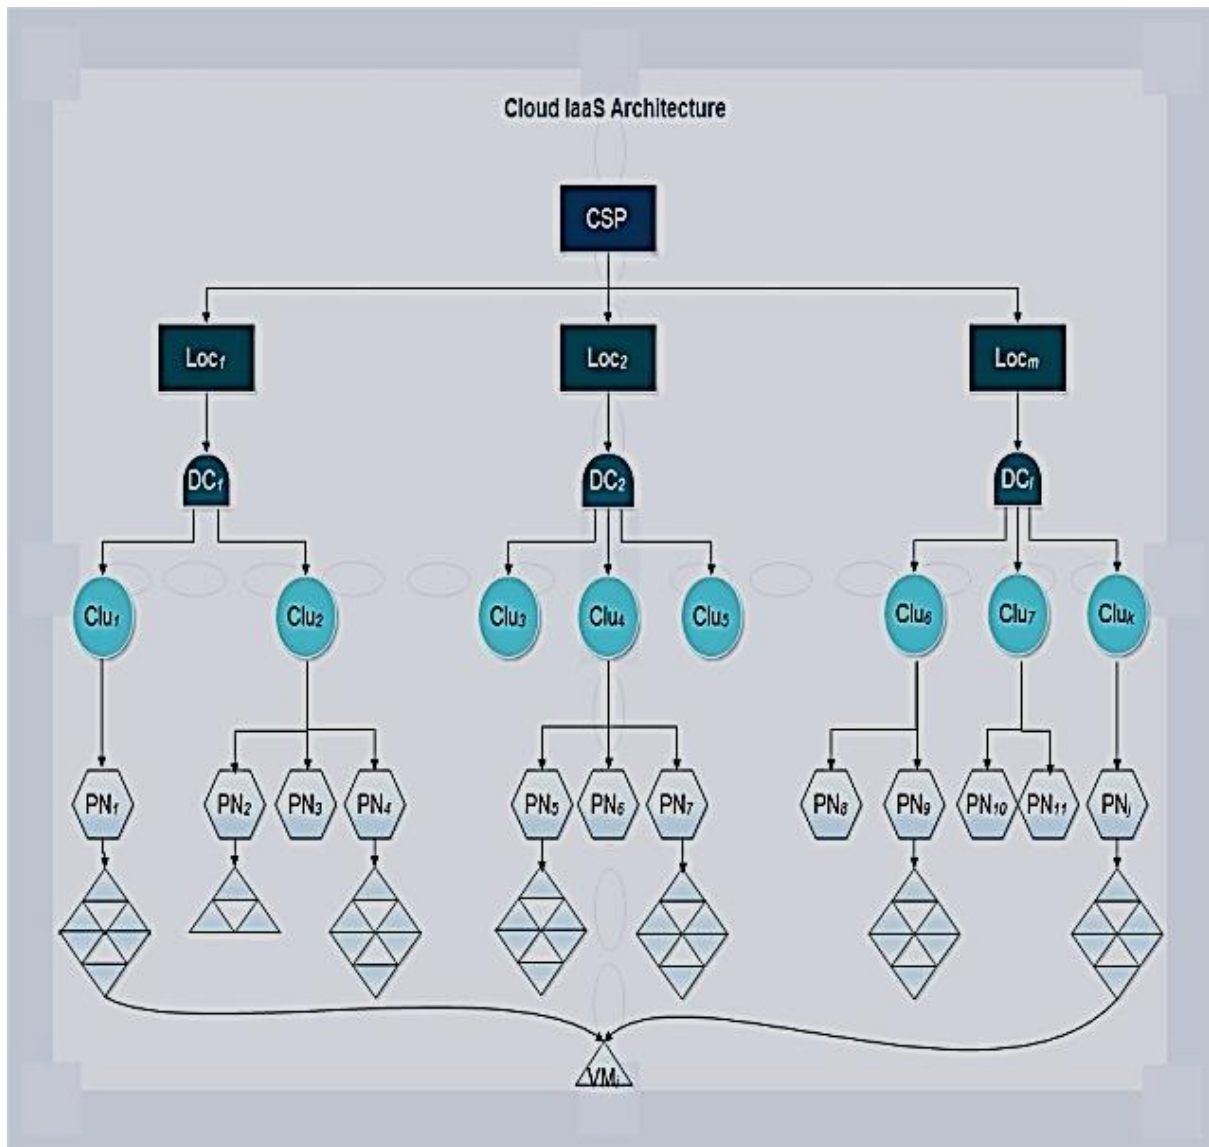 Cloud IaaS Architecture
CSP
Loc1 Loc2 Locm
DC1 DC2 DCl
Clu1 Clu2 Clu3 Clu4 Clu5 Clu6 Clu7 Cluk
PN1 PN2 PN3 PN4 PN5 PN6 PN7 PN8 PN9 PN10 PN11 PNj
VMi